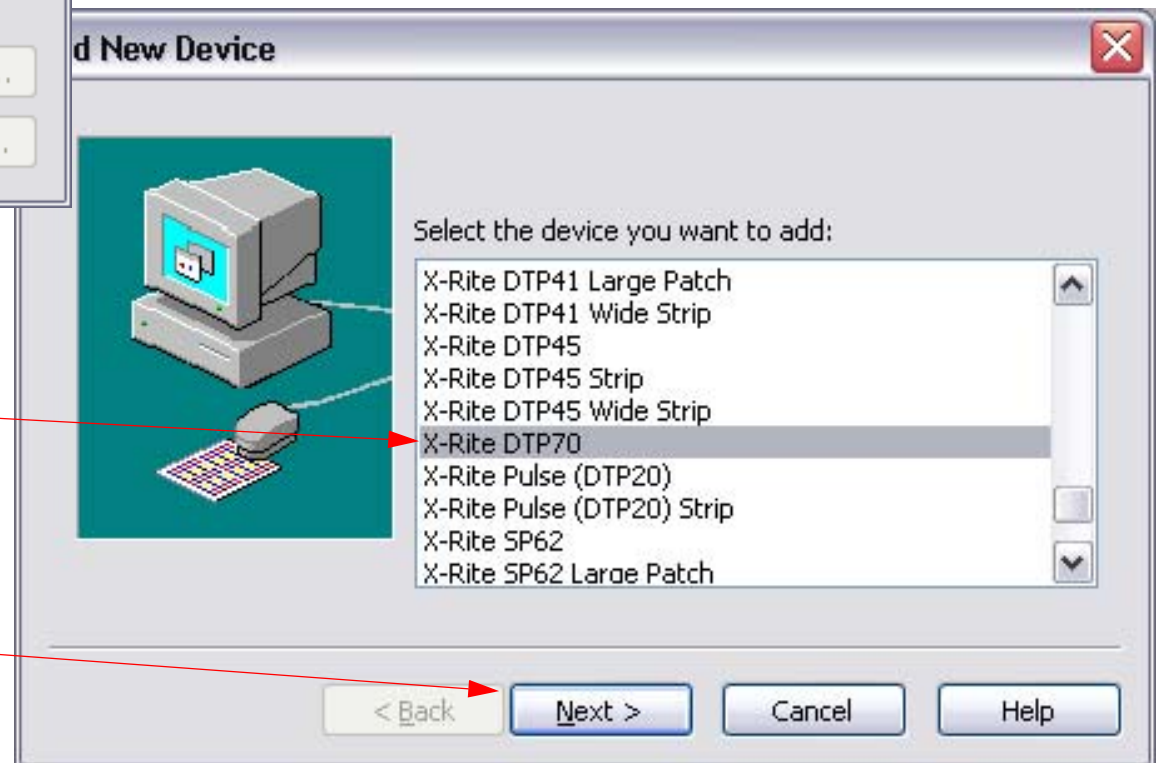 d New Device
Select the device you want to add:
X-Rite DTP41 Large Patch
X-Rite DTP41 Wide Strip
X-Rite DTP45
X-Rite DTP45 Strip
X-Rite DTP45 Wide Strip
X-Rite DTP70
X-Rite Pulse (DTP20)
X-Rite Pulse (DTP20) Strip
X-Rite SP62
X-Rite SP62 Large Patch
< Back
Next >
Cancel
Help